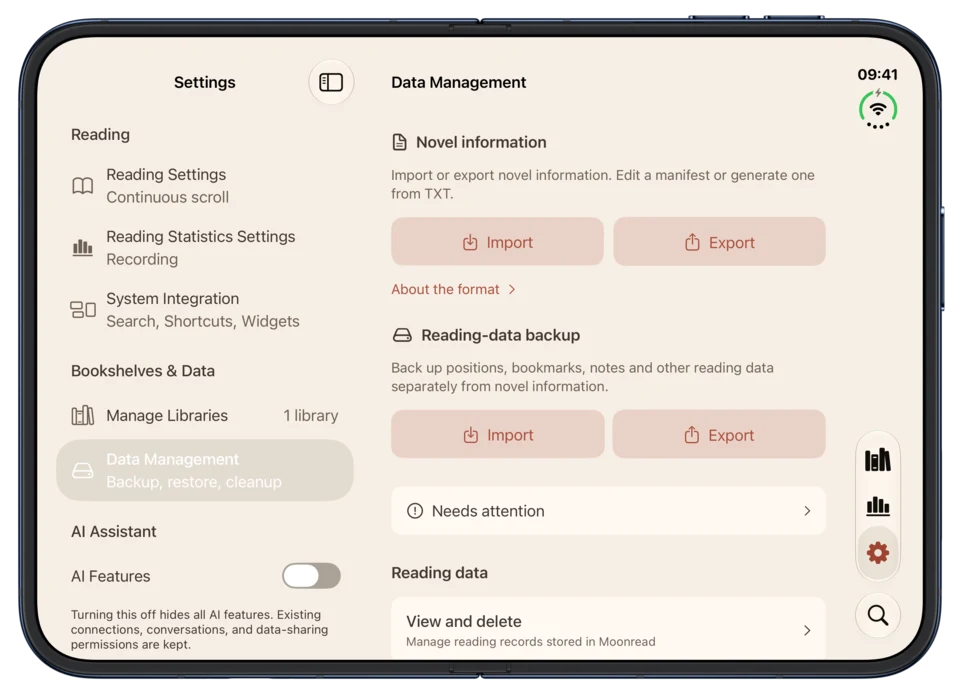 Settings
Reading
Reading Settings
Continuous scroll
Reading Statistics Settings
Recording
System Integration
Search, Shortcuts, Widgets
Bookshelves & Data
Manage Libraries
1 library
Data Management
Backup, restore, cleanup
AI Assistant
AI Features
Turning this off hides all AI features. Existing
connections, conversations, and data-sharing
permissions are kept.
Data Management
Novel information
Import or export novel information. Edit a manifest or generate one
from TXT.
Import
Export
About the format
Reading-data backup
Back up positions, bookmarks, notes and other reading data
separately from novel information.
Import
Export
Needs attention
Reading data
View and delete
Manage reading records stored in Moonread
09:41